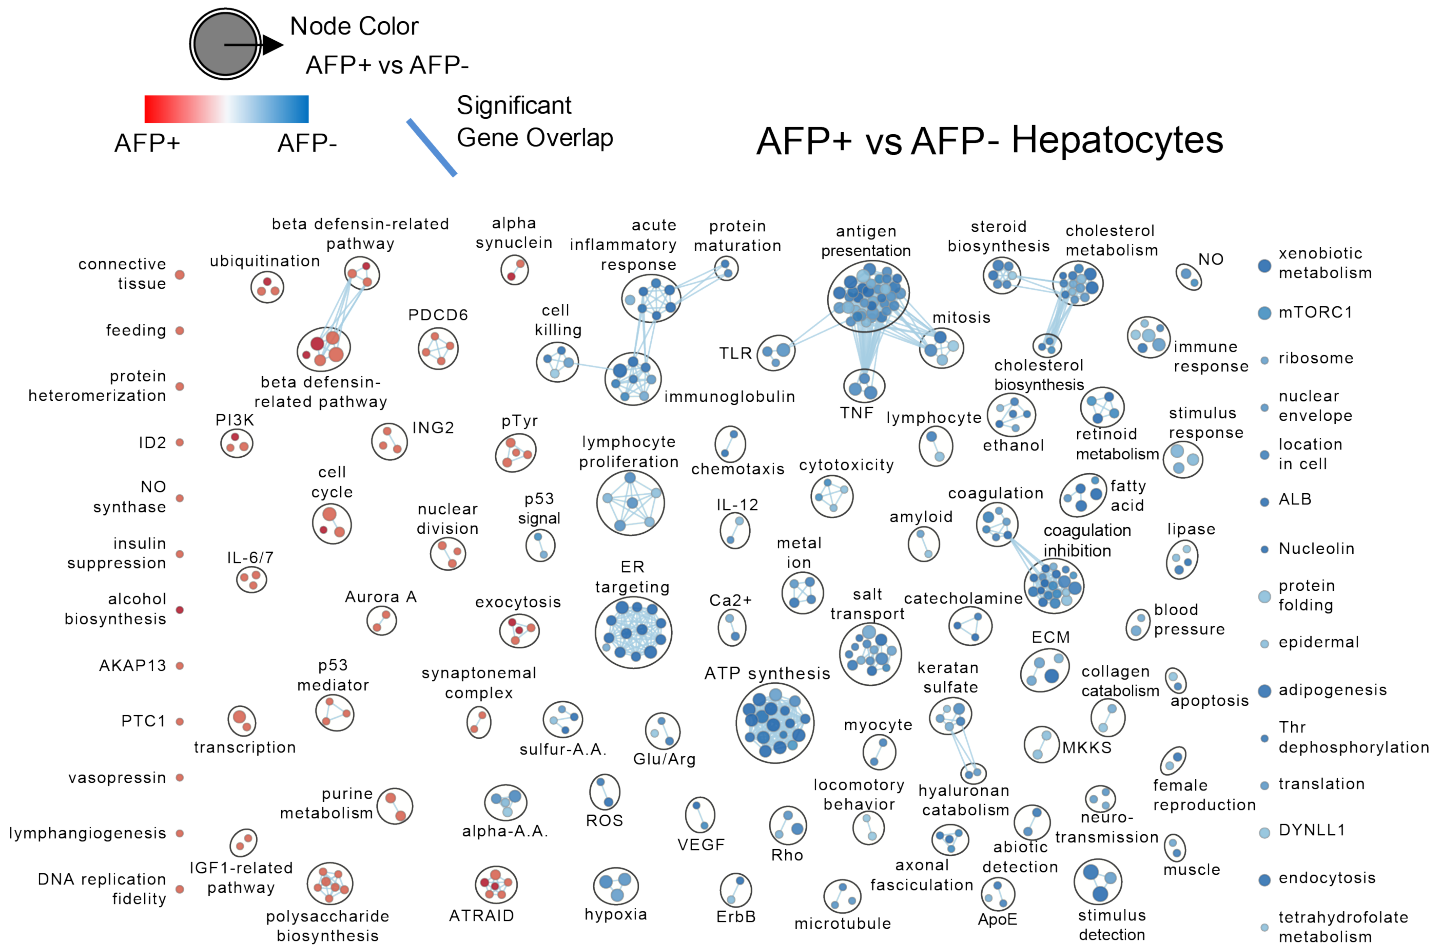 Node Color
AFP+ vs AFP-
AFP+
AFP-
Significant
Gene Overlap
AFP+ vs AFP- Hepatocytes
connective
tissue
feeding
protein
heteromerization
ID2
NO
synthase
insulin
suppression
alcohol
biosynthesis
AKAP13
PTC1
vasopressin
lymphangiogenesis
DNA replication
fidelity
beta defensin-related
pathway
ubiquitination
alpha
synuclein
acute
inflammatory
response
protein
maturation
antigen
presentation
steroid
biosynthesis
cholesterol
metabolism
NO
PDCD6
cell
killing
TLR
mitosis
immune
response
beta defensin-
related pathway
immunoglobulin
TNF
cholesterol
biosynthesis
PI3K
ING2
pTyr
lymphocyte
proliferation
chemotaxis
lymphocyte
ethanol
retinoid
metabolism
stimulus
response
cell
cycle
nuclear
division
p53
signal
IL-12
cytotoxicity
coagulation
fatty
acid
amyloid
coagulation
inhibition
lipase
IL-6/7
metal
ion
ER
targeting
Aurora A
exocytosis
Ca2+
salt
transport
catecholamine
blood
pressure
ECM
p53
mediator
synaptonemal
complex
ATP synthesis
keratan
sulfate
collagen
catabolism
apoptosis
transcription
sulfur-A.A.
Glu/Arg
myocyte
MKKS
purine
metabolism
alpha-A.A.
ROS
VEGF
locomotory
behavior
hyaluronan
catabolism
female
reproduction
neuro-
transmission
Rho
IGF1-related
pathway
axonal
fasciculation
abiotic
detection
muscle
polysaccharide
biosynthesis
ATRAID
hypoxia
ErbB
microtubule
ApoE
stimulus
detection
xenobiotic
metabolism
mTORC1
ribosome
nuclear
envelope
location
in cell
ALB
Nucleolin
protein
folding
epidermal
adipogenesis
Thr
dephosphorylation
translation
DYNLL1
endocytosis
tetrahydrofolate
metabolism